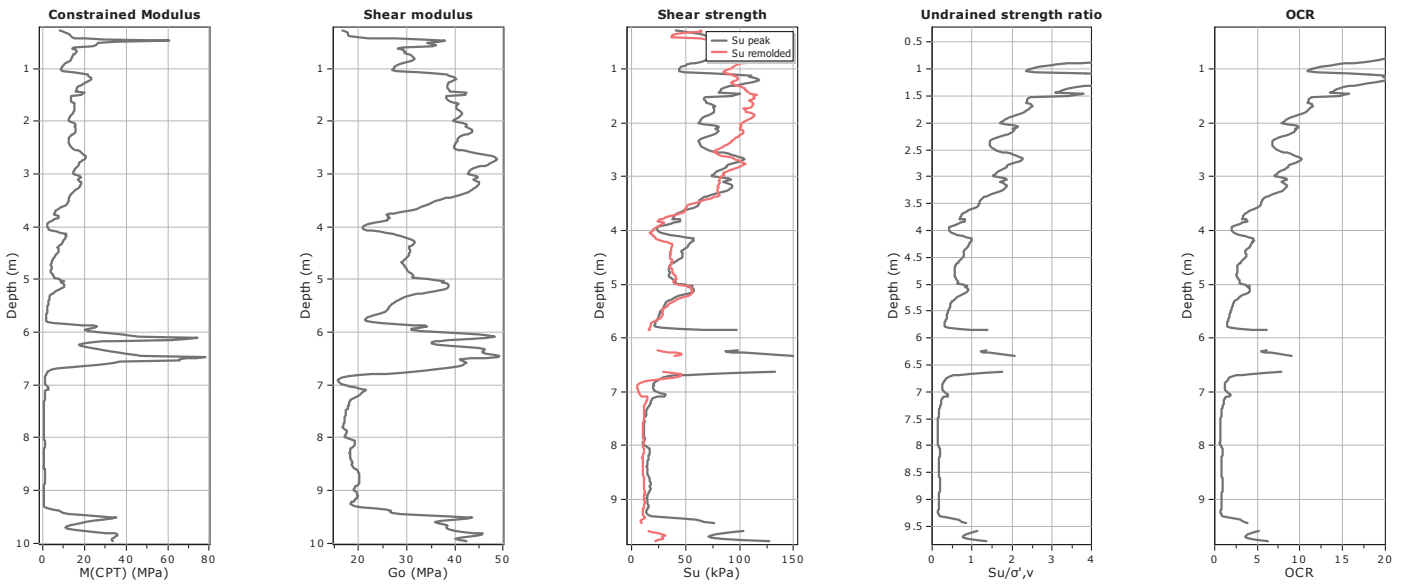 Constrained Modulus
Depth (m)
1
2
3
4
5
6
7
8
9
10
0 20 40 60 80
M(CPT) (MPa)
Shear modulus
Depth (m)
1
2
3
4
5
6
7
8
9
10
20 30 40 50
Go (MPa)
Shear strength
Su peak
Su remolded
Depth (m)
1
2
3
4
5
6
7
8
9
0 50 100 150
Su (kPa)
Undrained strength ratio
Depth (m)
0.5
1
1.5
2
2.5
3
3.5
4
4.5
5
5.5
6
6.5
7
7.5
8
8.5
9
9.5
0 1 2 3 4
Su/σ',v
OCR
Depth (m)
1
2
3
4
5
6
7
8
9
0 5 10 15 20
OCR